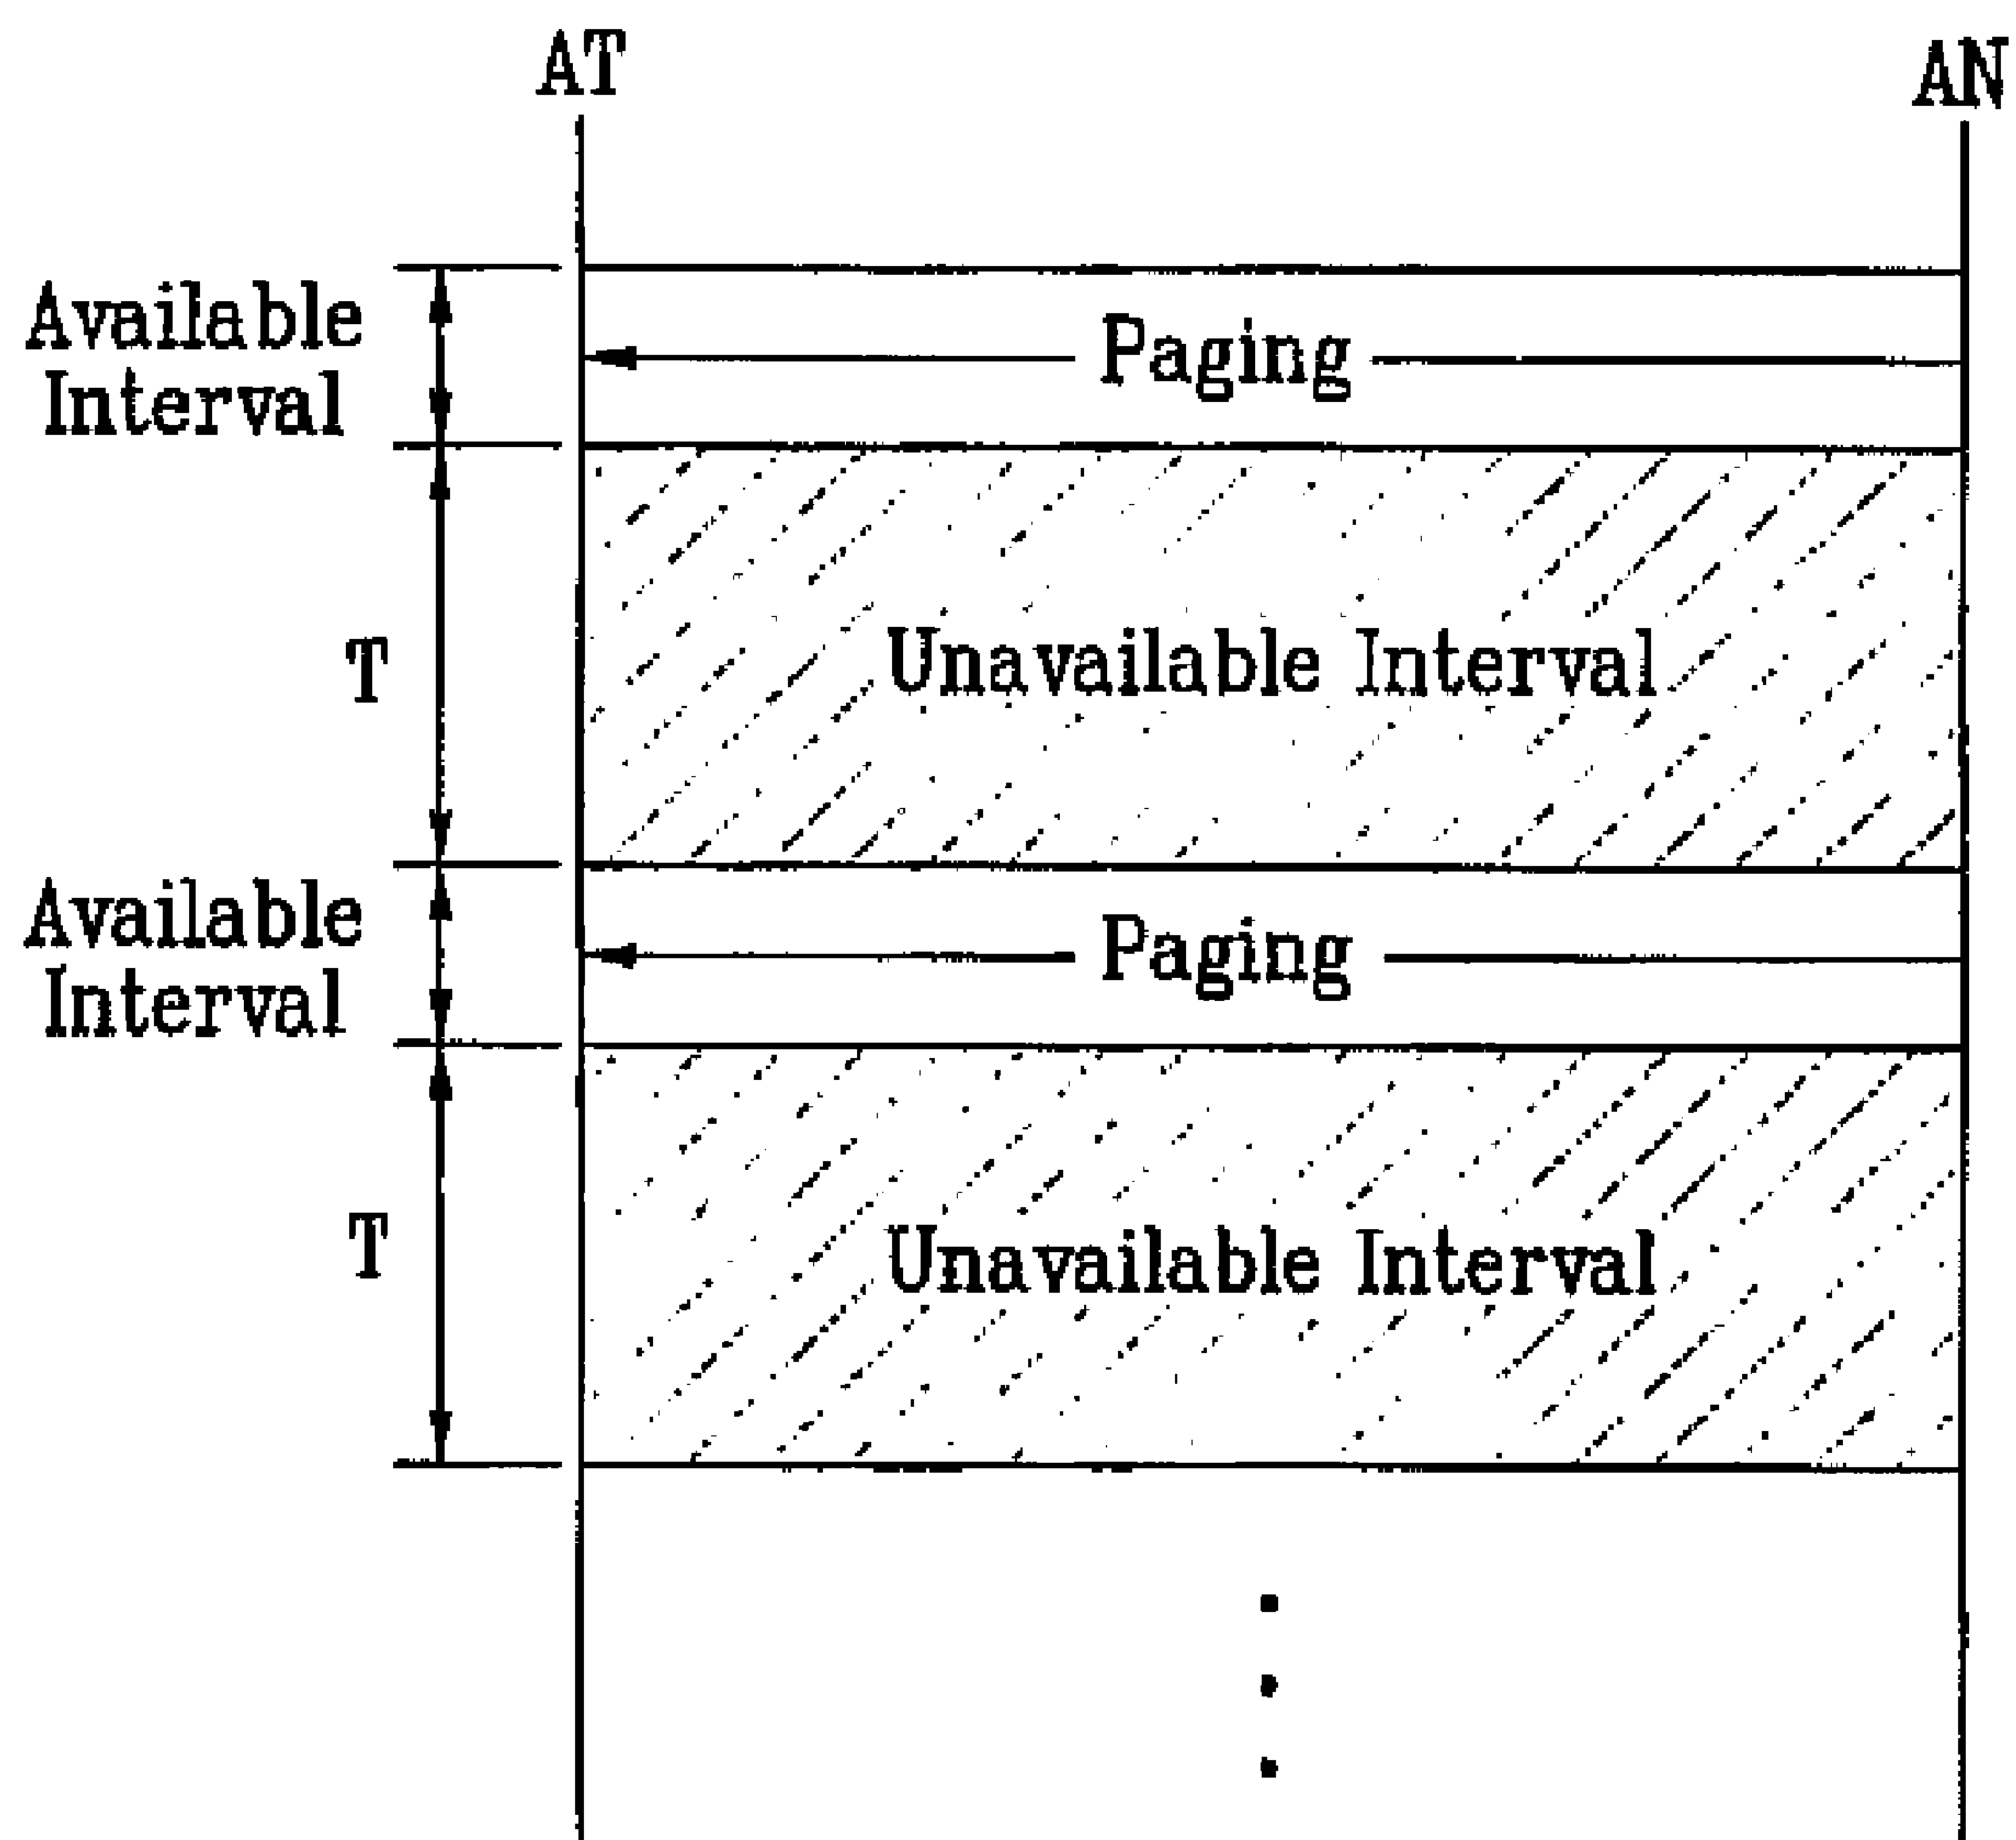 AT
AN
Available
Interval
Paging
T
Unavailable Interval
Available
Interval
Paging
T
Unavailable Interval